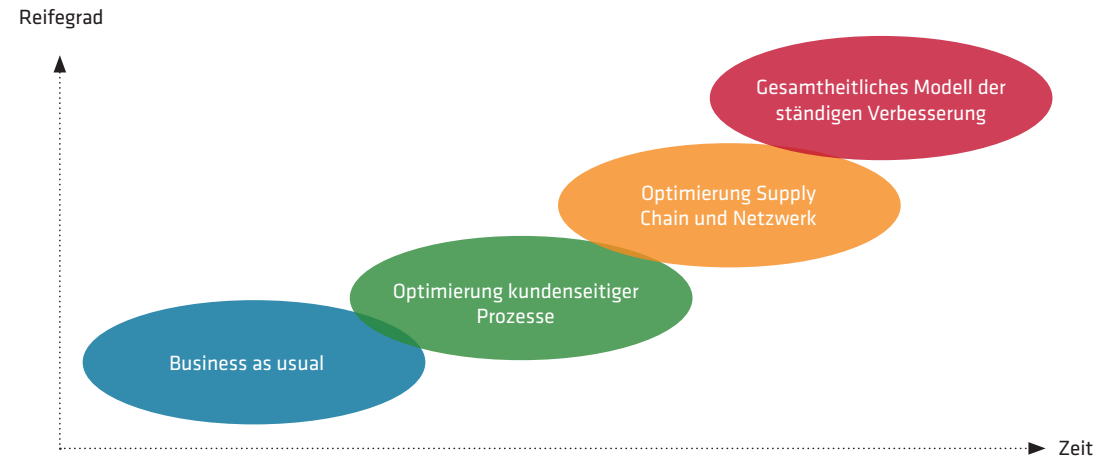 Reifegrad
Gesamtheitliches Modell der
ständigen Verbesserung
Optimierung Supply
Chain und Netzwerk
Optimierung kundenseitiger
Prozesse
Business as usual
Zeit